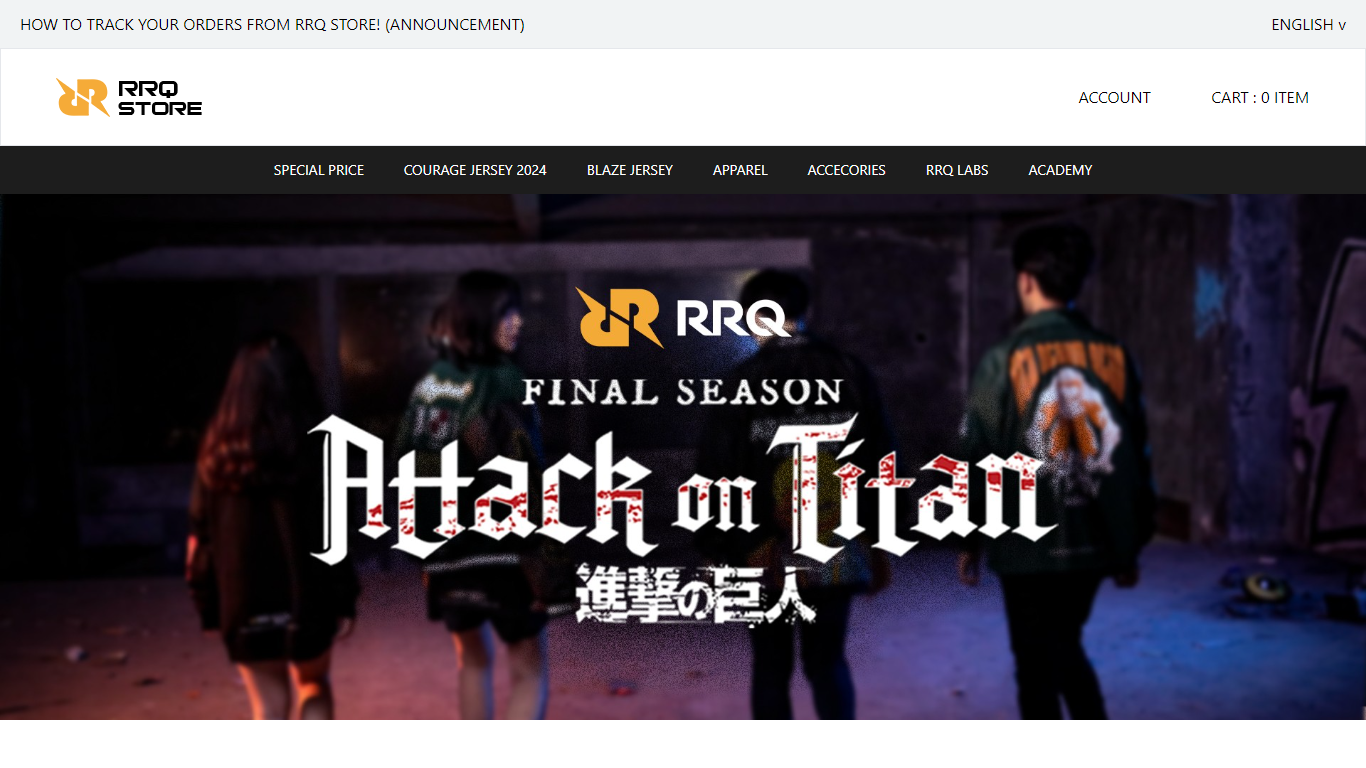 HOW TO TRACK YOUR ORDERS FROM RRQ STORE! (ANNOUNCEMENT)
ENGLISH v
RRQ
STORE
ACCOUNT
CART : 0 ITEM
SPECIAL PRICE
COURAGE JERSEY 2024
BLAZE JERSEY
APPAREL
ACCECORIES
RRQ LABS
ACADEMY
RRQ
FINAL SEASON
Attack on Titan
進撃の巨人